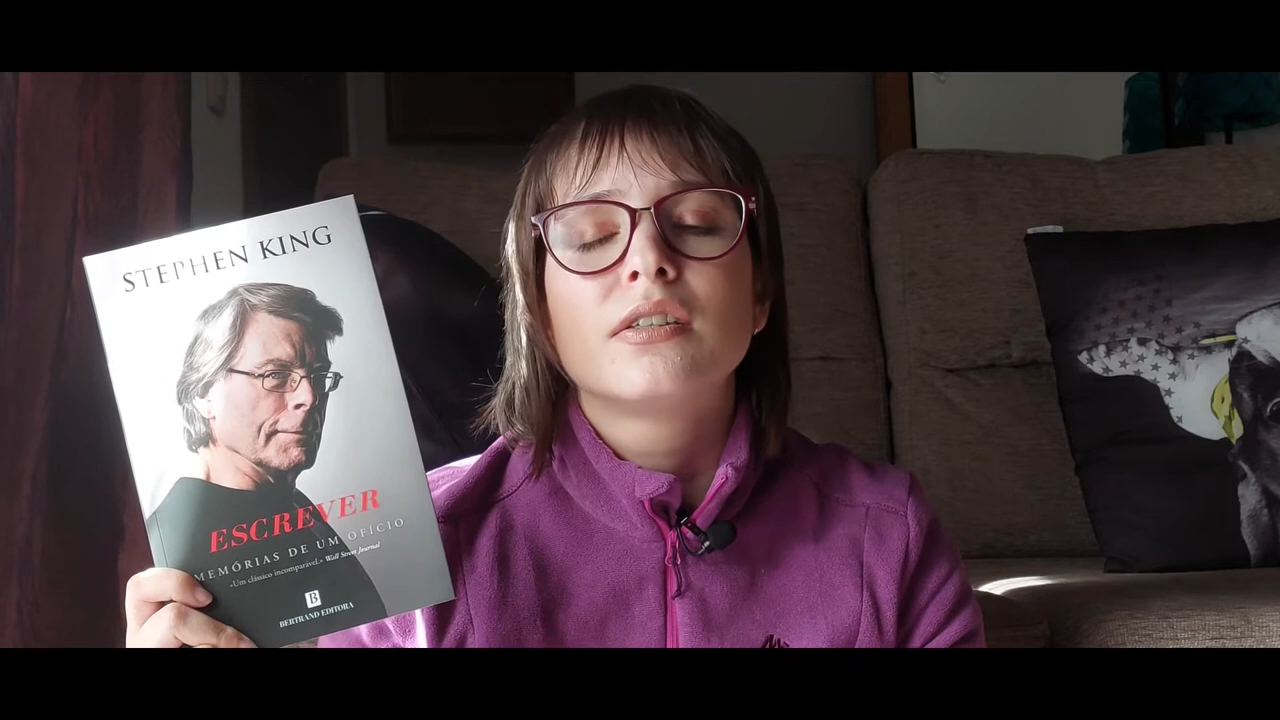 STEPHEN KING
ESCREVER
MEMÓRIAS DE UM OFÍCIO
«Um clássico incomparável.» Wall Street Journal
B
BERTRAND EDITORA